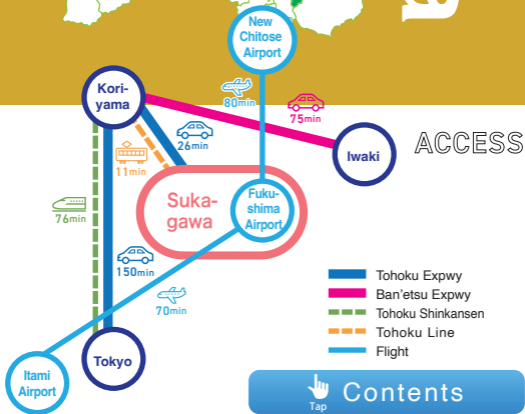 New
Chitose
Airport
Kori-
yama
80min
75min
26min
Iwaki
ACCESS
11min
Suka-
gawa
Fuku-
shima
Airport
76min
150min
70min
Tohoku Expwy
Ban'etsu Expwy
Tohoku Shinkansen
Tohoku Line
Flight
Itami
Airport
Tokyo
Tap
Contents